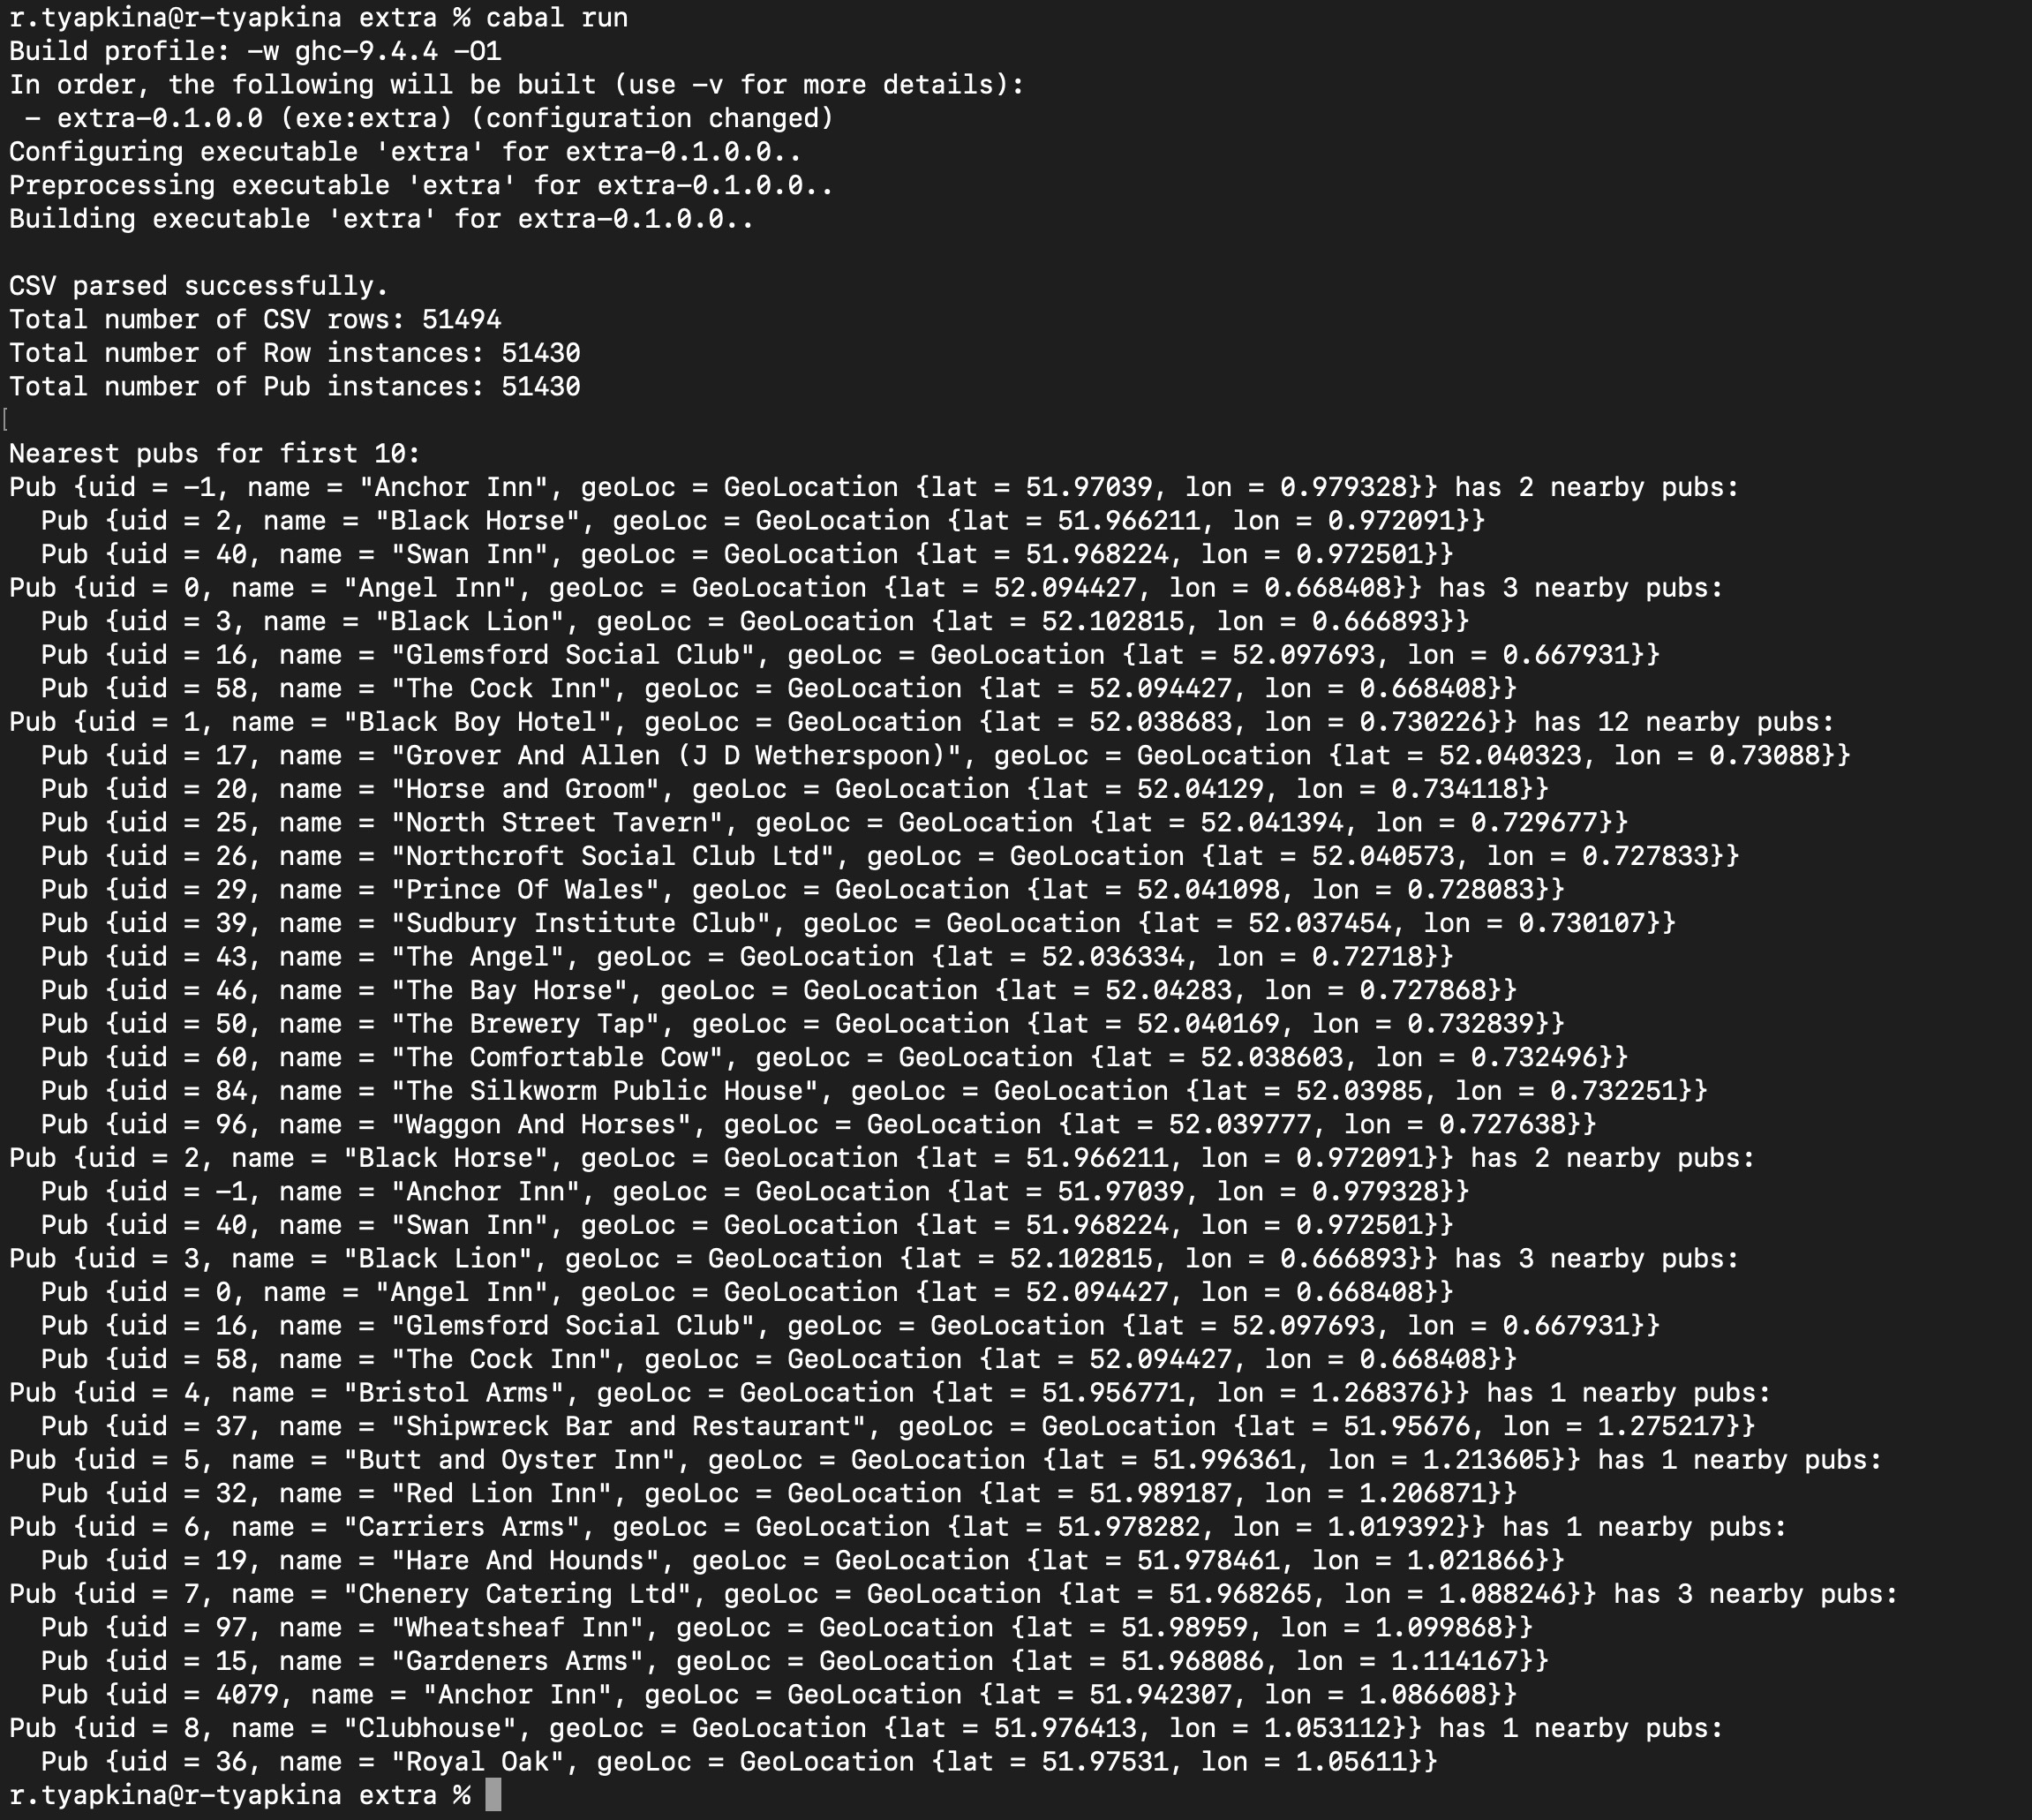 r.tyapkina@r-tyapkina extra % cabal run
Build profile: -w ghc-9.4.4 -O1
In order, the following will be built (use -v for more details):
 - extra-0.1.0.0 (exe:extra) (configuration changed)
Configuring executable 'extra' for extra-0.1.0.0..
Preprocessing executable 'extra' for extra-0.1.0.0..
Building executable 'extra' for extra-0.1.0.0..

CSV parsed successfully.
Total number of CSV rows: 51494
Total number of Row instances: 51430
Total number of Pub instances: 51430
[
Nearest pubs for first 10:
Pub {uid = -1, name = "Anchor Inn", geoLoc = GeoLocation {lat = 51.97039, lon = 0.979328}} has 2 nearby pubs:
  Pub {uid = 2, name = "Black Horse", geoLoc = GeoLocation {lat = 51.966211, lon = 0.972091}}
  Pub {uid = 40, name = "Swan Inn", geoLoc = GeoLocation {lat = 51.968224, lon = 0.972501}}
Pub {uid = 0, name = "Angel Inn", geoLoc = GeoLocation {lat = 52.094427, lon = 0.668408}} has 3 nearby pubs:
  Pub {uid = 3, name = "Black Lion", geoLoc = GeoLocation {lat = 52.102815, lon = 0.666893}}
  Pub {uid = 16, name = "Glemsford Social Club", geoLoc = GeoLocation {lat = 52.097693, lon = 0.667931}}
  Pub {uid = 58, name = "The Cock Inn", geoLoc = GeoLocation {lat = 52.094427, lon = 0.668408}}
Pub {uid = 1, name = "Black Boy Hotel", geoLoc = GeoLocation {lat = 52.038683, lon = 0.730226}} has 12 nearby pubs:
  Pub {uid = 17, name = "Grover And Allen (J D Wetherspoon)", geoLoc = GeoLocation {lat = 52.040323, lon = 0.73088}}
  Pub {uid = 20, name = "Horse and Groom", geoLoc = GeoLocation {lat = 52.04129, lon = 0.734118}}
  Pub {uid = 25, name = "North Street Tavern", geoLoc = GeoLocation {lat = 52.041394, lon = 0.729677}}
  Pub {uid = 26, name = "Northcroft Social Club Ltd", geoLoc = GeoLocation {lat = 52.040573, lon = 0.727833}}
  Pub {uid = 29, name = "Prince Of Wales", geoLoc = GeoLocation {lat = 52.041098, lon = 0.728083}}
  Pub {uid = 39, name = "Sudbury Institute Club", geoLoc = GeoLocation {lat = 52.037454, lon = 0.730107}}
  Pub {uid = 43, name = "The Angel", geoLoc = GeoLocation {lat = 52.036334, lon = 0.72718}}
  Pub {uid = 46, name = "The Bay Horse", geoLoc = GeoLocation {lat = 52.04283, lon = 0.727868}}
  Pub {uid = 50, name = "The Brewery Tap", geoLoc = GeoLocation {lat = 52.040169, lon = 0.732839}}
  Pub {uid = 60, name = "The Comfortable Cow", geoLoc = GeoLocation {lat = 52.038603, lon = 0.732496}}
  Pub {uid = 84, name = "The Silkworm Public House", geoLoc = GeoLocation {lat = 52.03985, lon = 0.732251}}
  Pub {uid = 96, name = "Waggon And Horses", geoLoc = GeoLocation {lat = 52.039777, lon = 0.727638}}
Pub {uid = 2, name = "Black Horse", geoLoc = GeoLocation {lat = 51.966211, lon = 0.972091}} has 2 nearby pubs:
  Pub {uid = -1, name = "Anchor Inn", geoLoc = GeoLocation {lat = 51.97039, lon = 0.979328}}
  Pub {uid = 40, name = "Swan Inn", geoLoc = GeoLocation {lat = 51.968224, lon = 0.972501}}
Pub {uid = 3, name = "Black Lion", geoLoc = GeoLocation {lat = 52.102815, lon = 0.666893}} has 3 nearby pubs:
  Pub {uid = 0, name = "Angel Inn", geoLoc = GeoLocation {lat = 52.094427, lon = 0.668408}}
  Pub {uid = 16, name = "Glemsford Social Club", geoLoc = GeoLocation {lat = 52.097693, lon = 0.667931}}
  Pub {uid = 58, name = "The Cock Inn", geoLoc = GeoLocation {lat = 52.094427, lon = 0.668408}}
Pub {uid = 4, name = "Bristol Arms", geoLoc = GeoLocation {lat = 51.956771, lon = 1.268376}} has 1 nearby pubs:
  Pub {uid = 37, name = "Shipwreck Bar and Restaurant", geoLoc = GeoLocation {lat = 51.95676, lon = 1.275217}}
Pub {uid = 5, name = "Butt and Oyster Inn", geoLoc = GeoLocation {lat = 51.996361, lon = 1.213605}} has 1 nearby pubs:
  Pub {uid = 32, name = "Red Lion Inn", geoLoc = GeoLocation {lat = 51.989187, lon = 1.206871}}
Pub {uid = 6, name = "Carriers Arms", geoLoc = GeoLocation {lat = 51.978282, lon = 1.019392}} has 1 nearby pubs:
  Pub {uid = 19, name = "Hare And Hounds", geoLoc = GeoLocation {lat = 51.978461, lon = 1.021866}}
Pub {uid = 7, name = "Chenery Catering Ltd", geoLoc = GeoLocation {lat = 51.968265, lon = 1.088246}} has 3 nearby pubs:
  Pub {uid = 97, name = "Wheatsheaf Inn", geoLoc = GeoLocation {lat = 51.98959, lon = 1.099868}}
  Pub {uid = 15, name = "Gardeners Arms", geoLoc = GeoLocation {lat = 51.968086, lon = 1.114167}}
  Pub {uid = 4079, name = "Anchor Inn", geoLoc = GeoLocation {lat = 51.942307, lon = 1.086608}}
Pub {uid = 8, name = "Clubhouse", geoLoc = GeoLocation {lat = 51.976413, lon = 1.053112}} has 1 nearby pubs:
  Pub {uid = 36, name = "Royal Oak", geoLoc = GeoLocation {lat = 51.97531, lon = 1.05611}}
r.tyapkina@r-tyapkina extra %